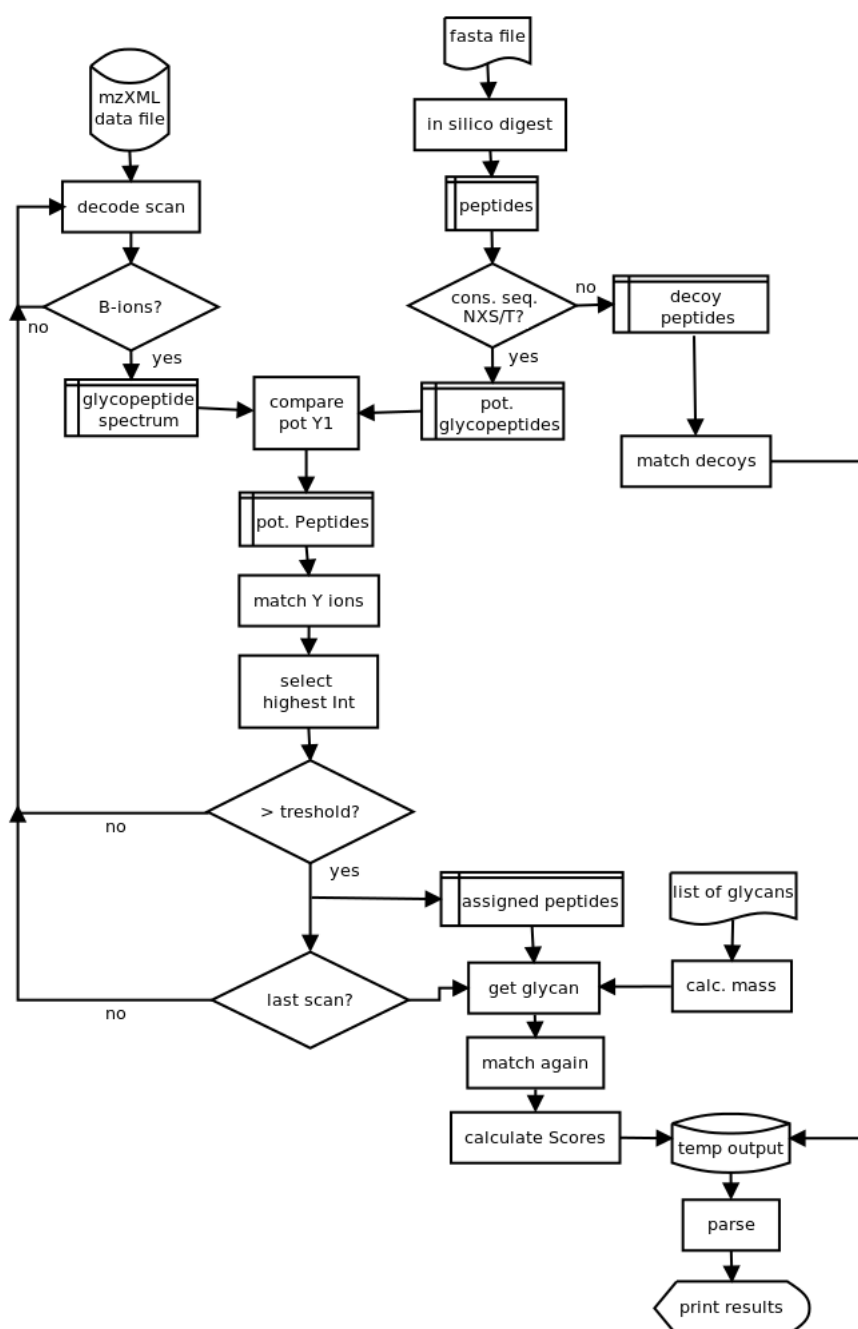 fasta file
mzXML
data file
in silico digest
decode scan
peptides
B-ions?
no
yes
cons. seq.
NXS/T?
no
yes
decoy
peptides
glycopeptide
spectrum
compare
pot Y1
pot.
glycopeptides
match decoys
pot. Peptides
match Y ions
select
highest Int
> treshold?
no
yes
assigned peptides
list of glycans
last scan?
no
get glycan
calc. mass
match again
calculate Scores
temp output
parse
print results